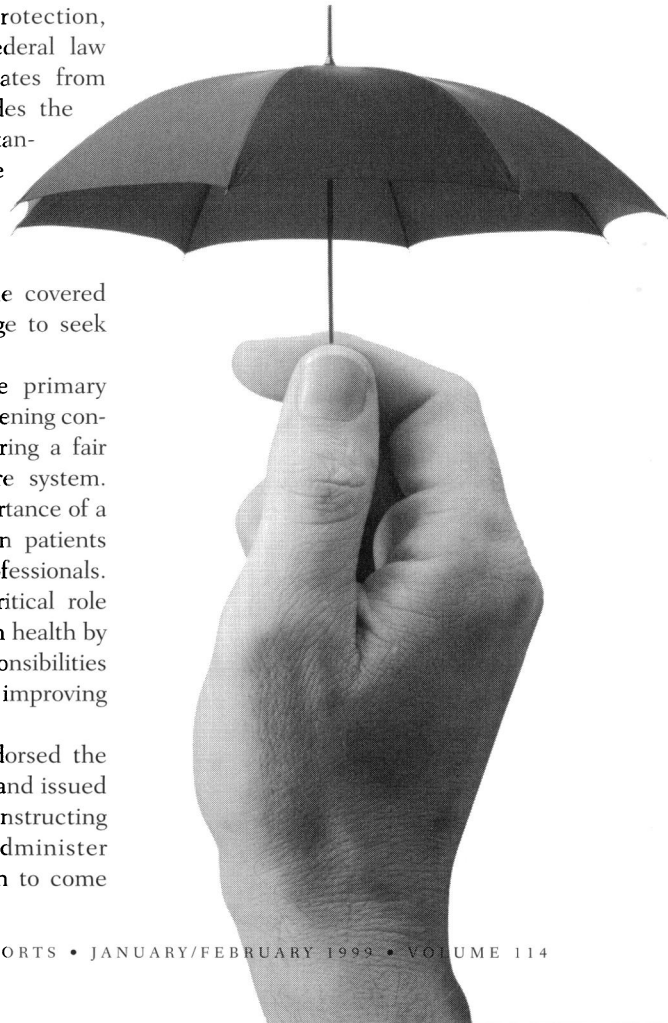 rotection,
ederal law
ates from
des the
tan-
e
e covered
ge to seek
e primary
ening con-
ring a fair
re system.
rtance of a
n patients
fessionals.
ritical role
n health by
onsibilities
improving
dorsed the
and issued
nstructing
dminister
n to come
ORTS • JANUARY/FEBRUARY 1999 • VOLUME 114